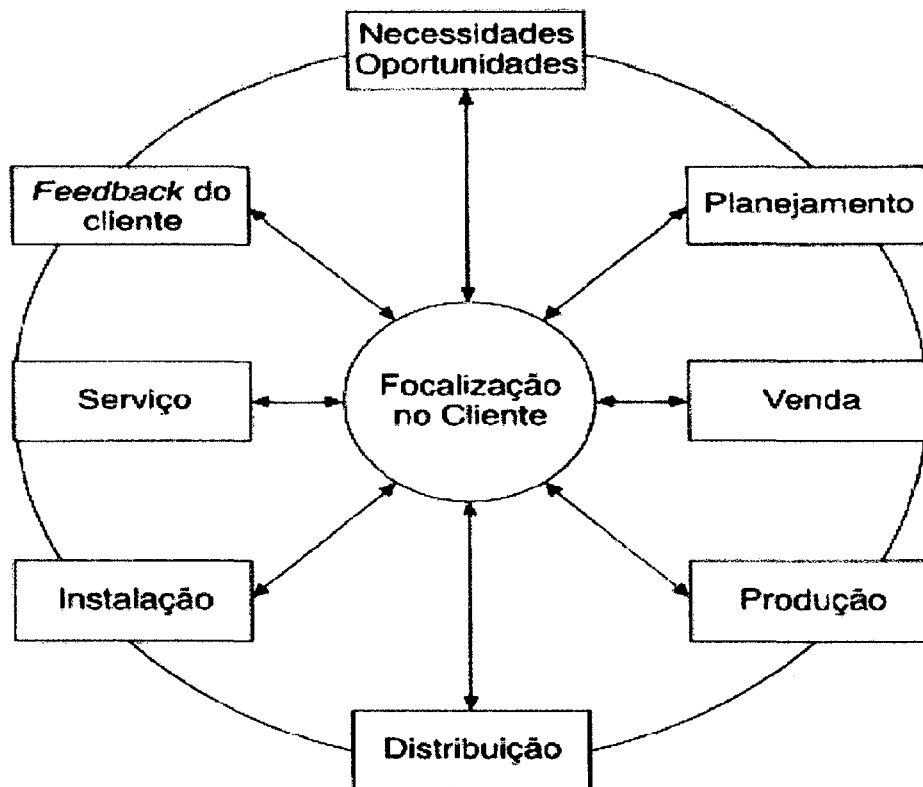 Necessidades
Oportunidades
Feedback do
cliente
Planejamento
Serviço
Focalização
no Cliente
Venda
Instalação
Produção
Distribuição